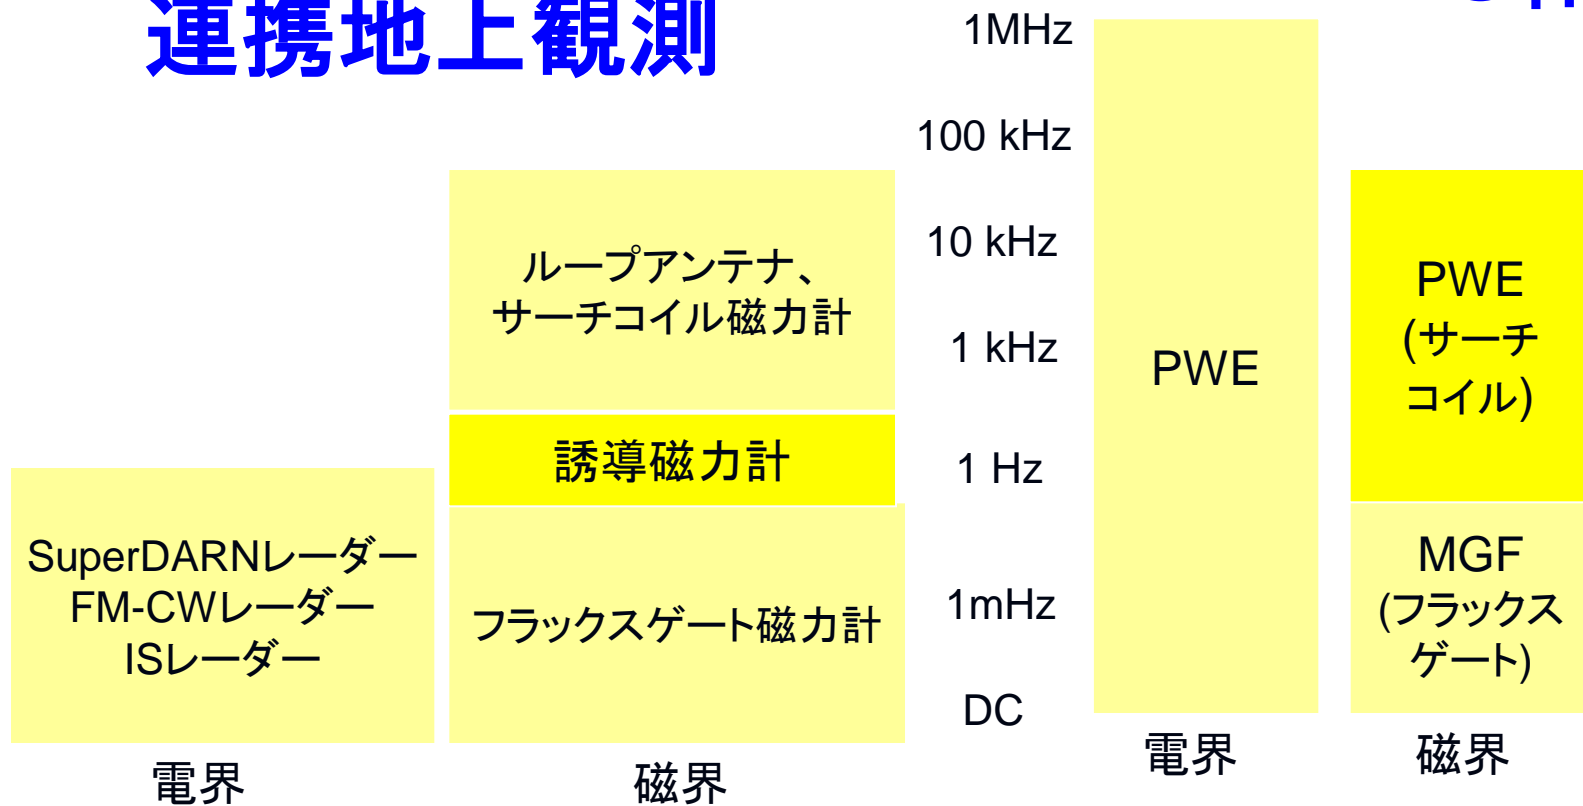 連携地上観測
1MHz
100 kHz
10 kHz
1 kHz
1 Hz
1mHz
DC
ループアンテナ、
サーチコイル磁力計
誘導磁力計
フラックスゲート磁力計
SuperDARNレーダー
FM-CWレーダー
ISレーダー
電界
磁界
PWE
電界
PWE
(サーチ
コイル)
MGF
(フラックス
ゲート)
磁界